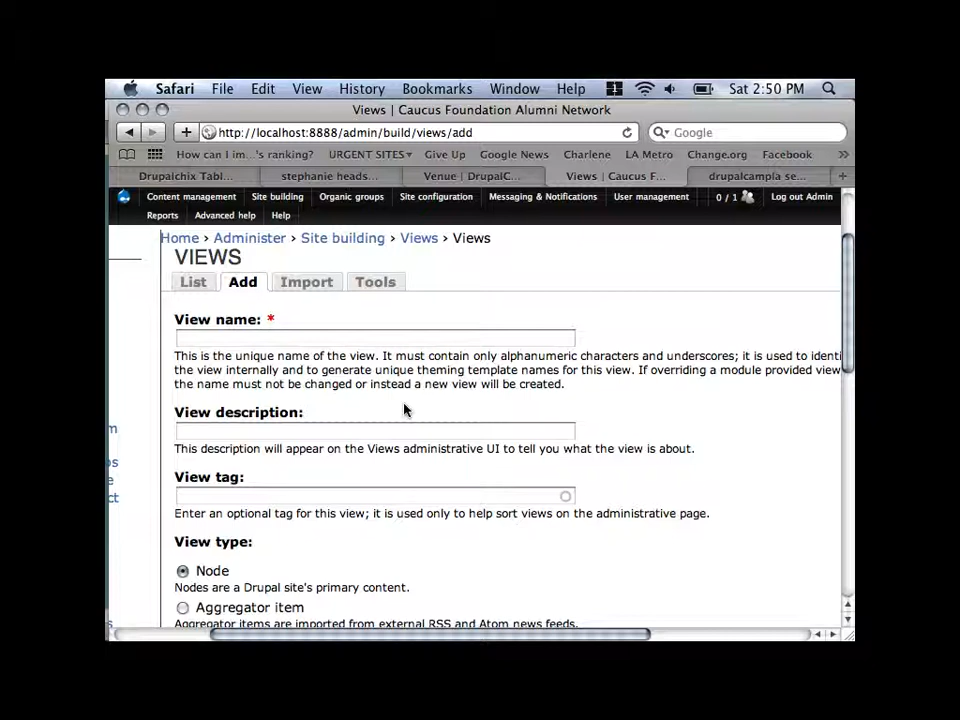 Safari File Edit View History Bookmarks Window Help Sat 2:50 PM
Views | Caucus Foundation Alumni Network
http://localhost:8888/admin/build/views/add Google
How can I im...'s ranking? URGENT SITES Give Up Google News Charlene LA Metro Change.org Facebook
Drupalchix Tabl... stephanie heads... Venue | DrupalC... Views | Caucus F... drupalcampla se...
Content management Site building Organic groups Site configuration Messaging & Notifications User management 0 / 1 Log out Admin
Reports Advanced help Help
Home › Administer › Site building › Views › Views
VIEWS
List Add Import Tools
View name: *
This is the unique name of the view. It must contain only alphanumeric characters and underscores; it is used to identi
the view internally and to generate unique theming template names for this view. If overriding a module provided view
the name must not be changed or instead a new view will be created.
View description:
This description will appear on the Views administrative UI to tell you what the view is about.
View tag:
Enter an optional tag for this view; it is used only to help sort views on the administrative page.
View type:
Node
Nodes are a Drupal site's primary content.
Aggregator item
Aggregator items are imported from external RSS and Atom news feeds.